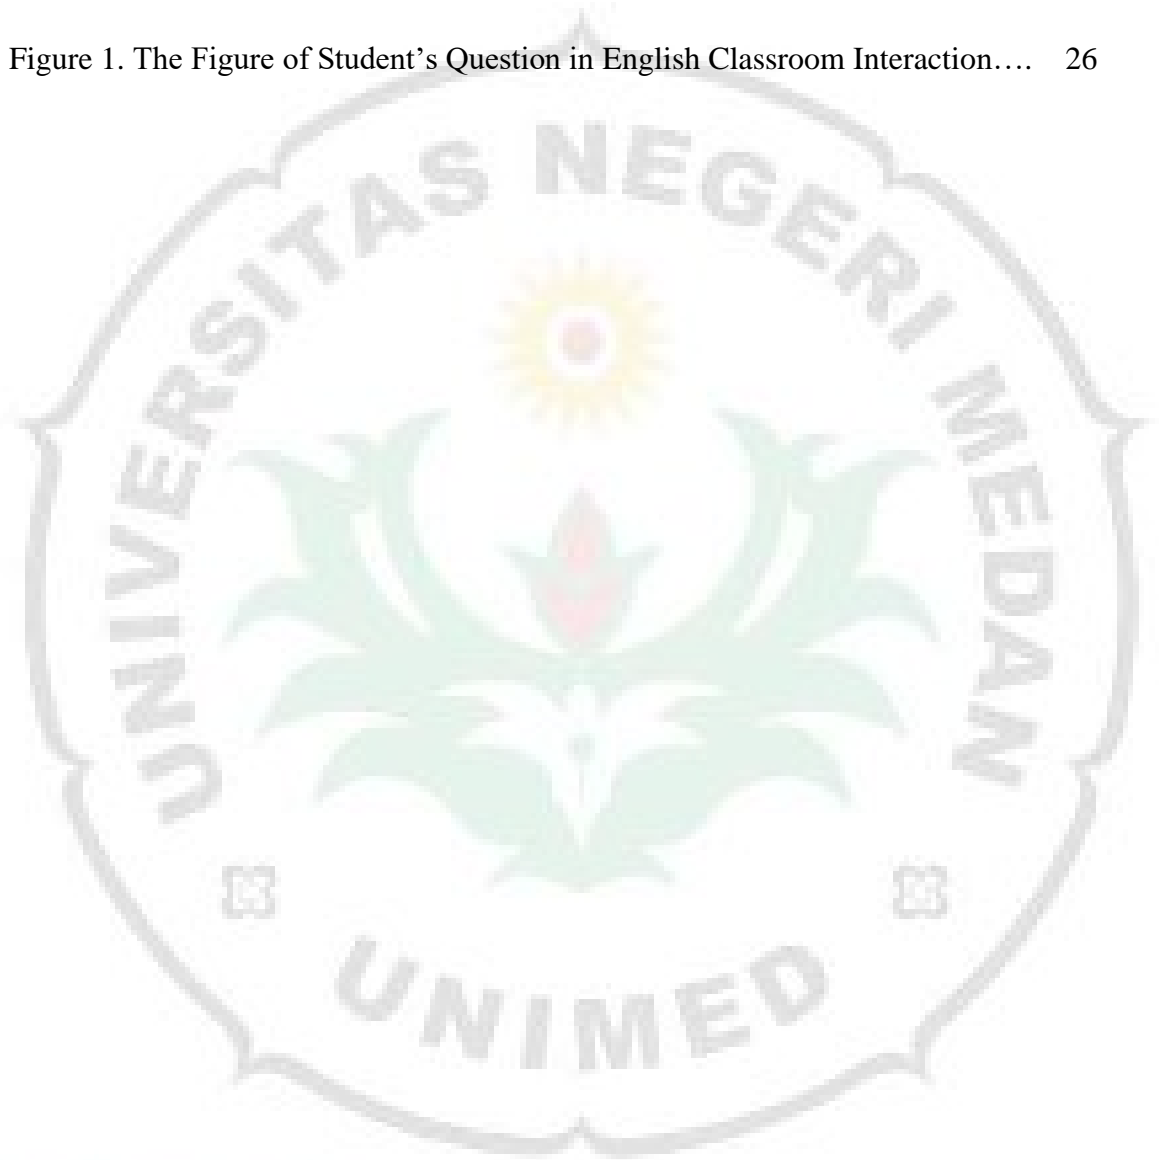 Figure 1. The Figure of Student’s Question in English Classroom Interaction…. 26
UNIVERSITAS NEGERI MEDAN
UNIMED